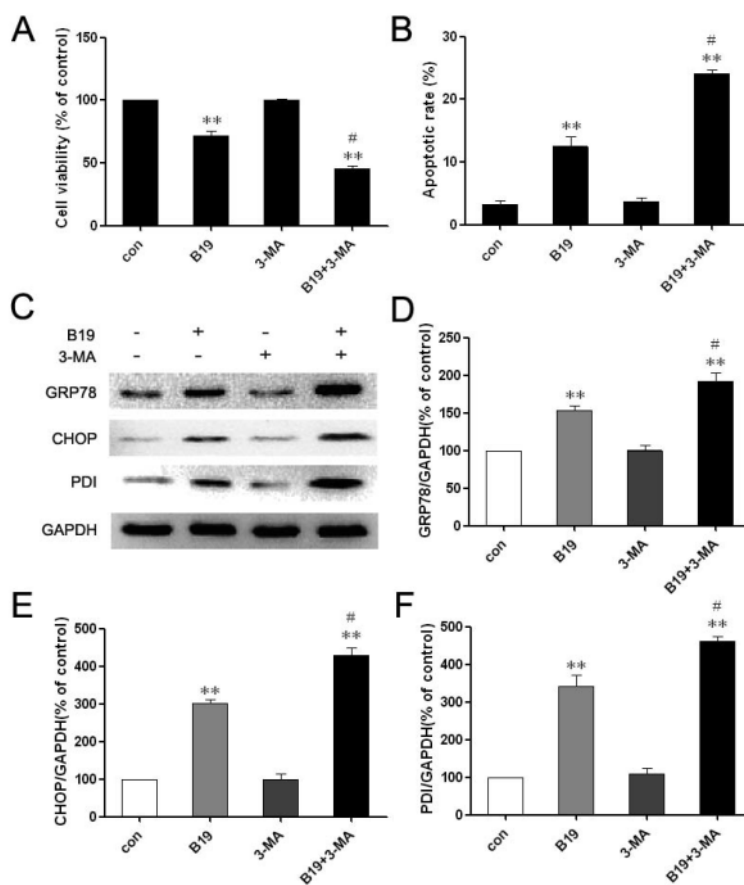 A
Cell viability (% of control)
150
100
50
0
**
#
**
con
B19
3-MA
B19+3-MA
B
Apoptotic rate (%)
30
20
10
0
**
#
**
con
B19
3-MA
B19+3-MA
C
B19 - + - +
3-MA - - + +
GRP78
CHOP
PDI
GAPDH
D
GRP78/GAPDH(% of control)
250
200
150
100
50
0
**
#
**
con
B19
3-MA
B19+3-MA
E
CHOP/GAPDH(% of control)
500
400
300
200
100
0
**
#
**
con
B19
3-MA
B19+3-MA
F
PDI/GAPDH(% of control)
500
400
300
200
100
0
**
#
**
con
B19
3-MA
B19+3-MA